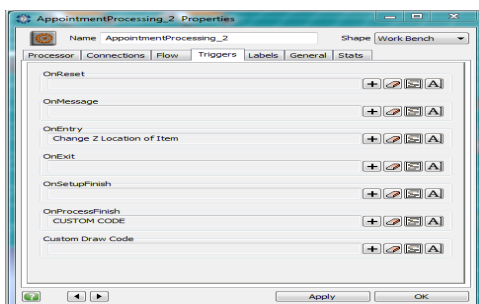 AppointmentProcessing_2 Properties
Name AppointmentProcessing_2 Shape Work Bench
Processor Connections Flow Triggers Labels General Stats
OnReset
OnMessage
OnEntry
Change Z Location of Item
OnExit
OnSetupFinish
OnProcessFinish
CUSTOM CODE
Custom Draw Code
Apply OK